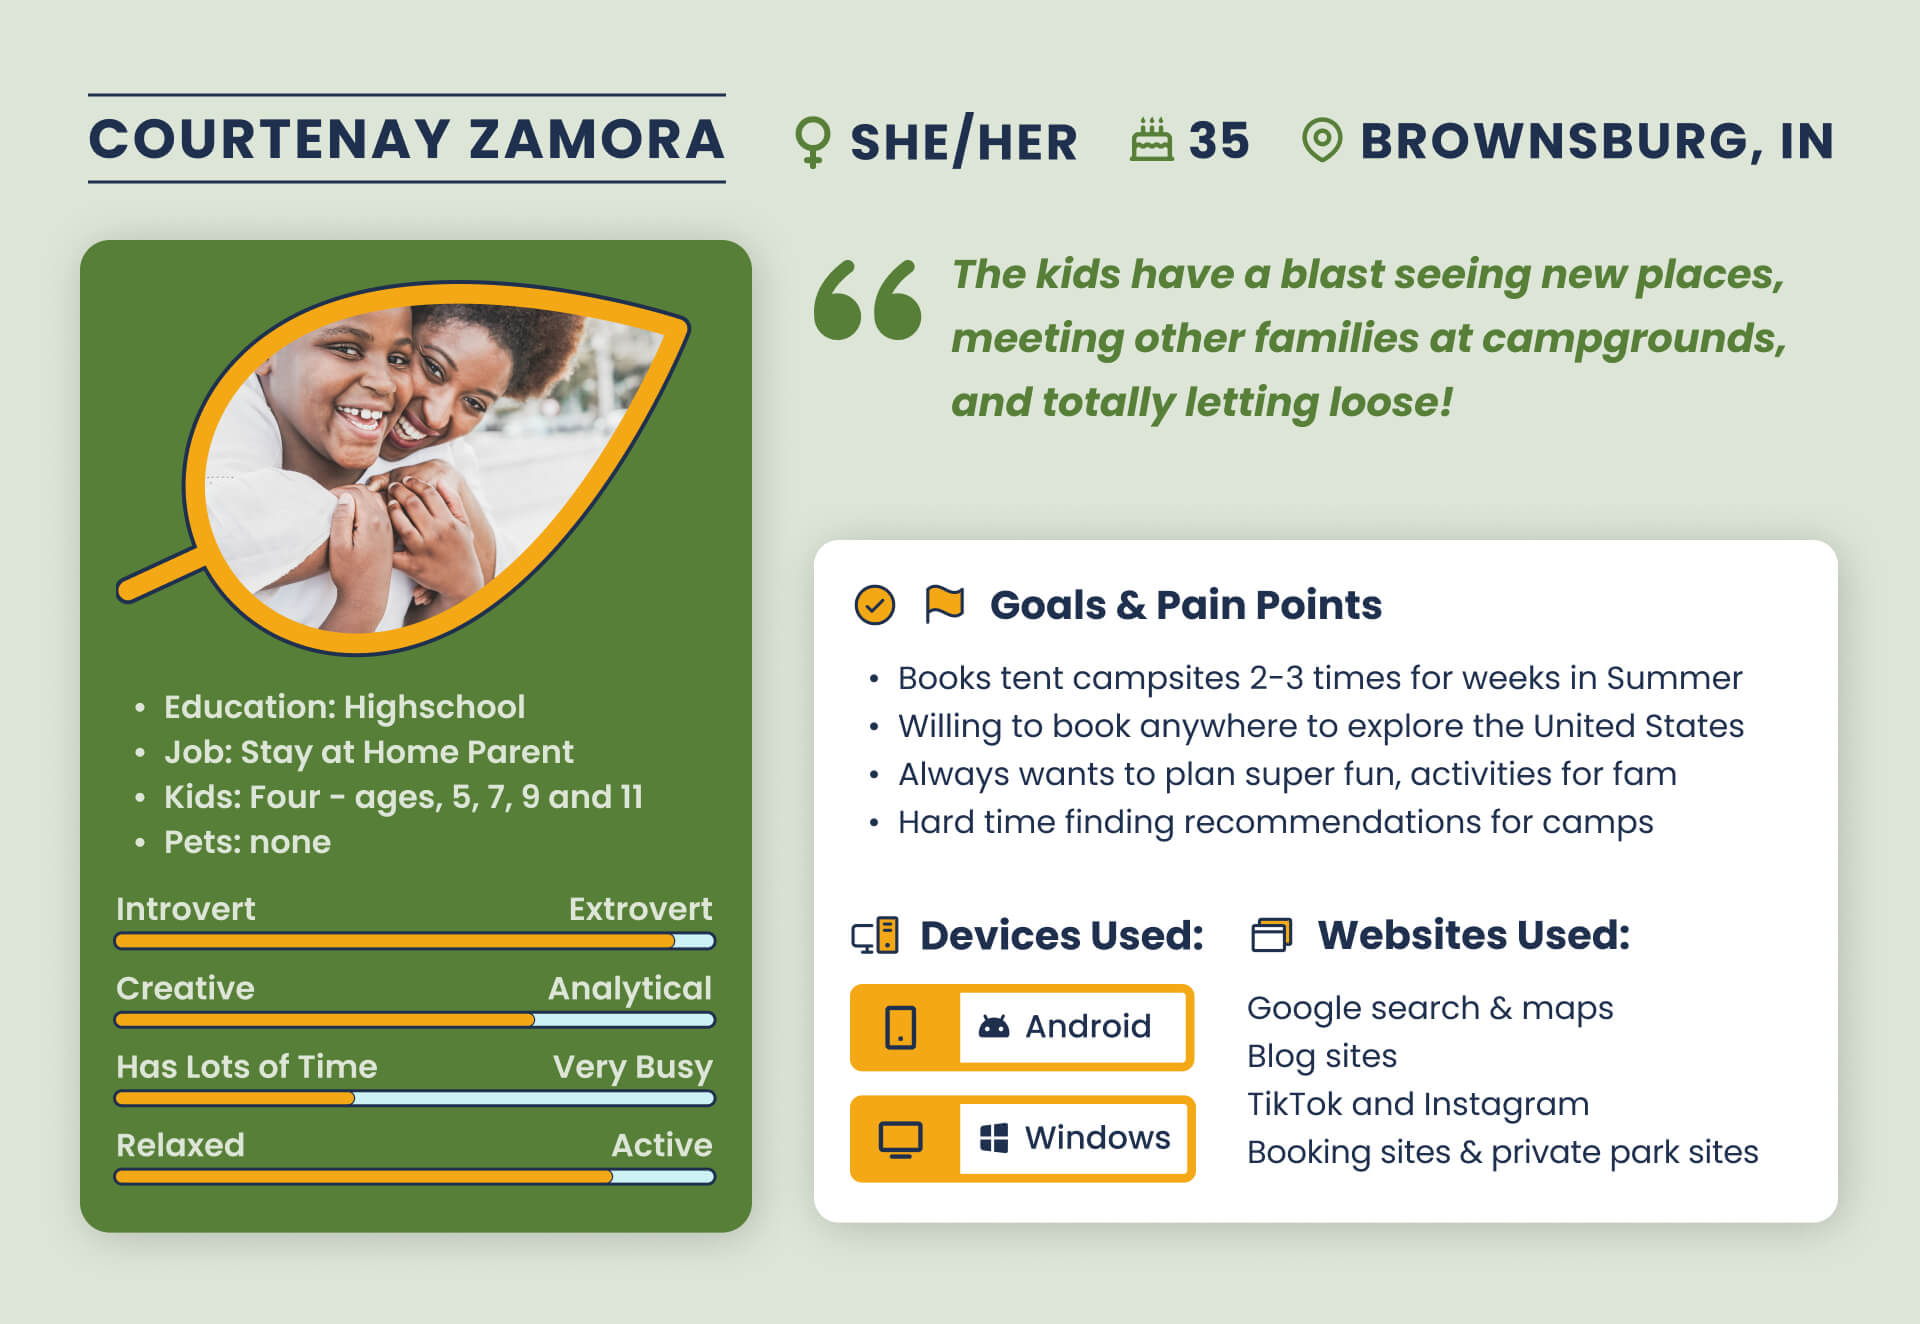 COURTENAY ZAMORA
SHE/HER
35
BROWNSBURG, IN
The kids have a blast seeing new places,
meeting other families at campgrounds,
and totally letting loose!
• Education: Highschool
• Job: Stay at Home Parent
• Kids: Four - ages, 5, 7, 9 and 11
• Pets: none
Introvert Extrovert
Creative Analytical
Has Lots of Time Very Busy
Relaxed Active
Goals & Pain Points
• Books tent campsites 2-3 times for weeks in Summer
• Willing to book anywhere to explore the United States
• Always wants to plan super fun, activities for fam
• Hard time finding recommendations for camps
Devices Used:
Android
Windows
Websites Used:
Google search & maps
Blog sites
TikTok and Instagram
Booking sites & private park sites